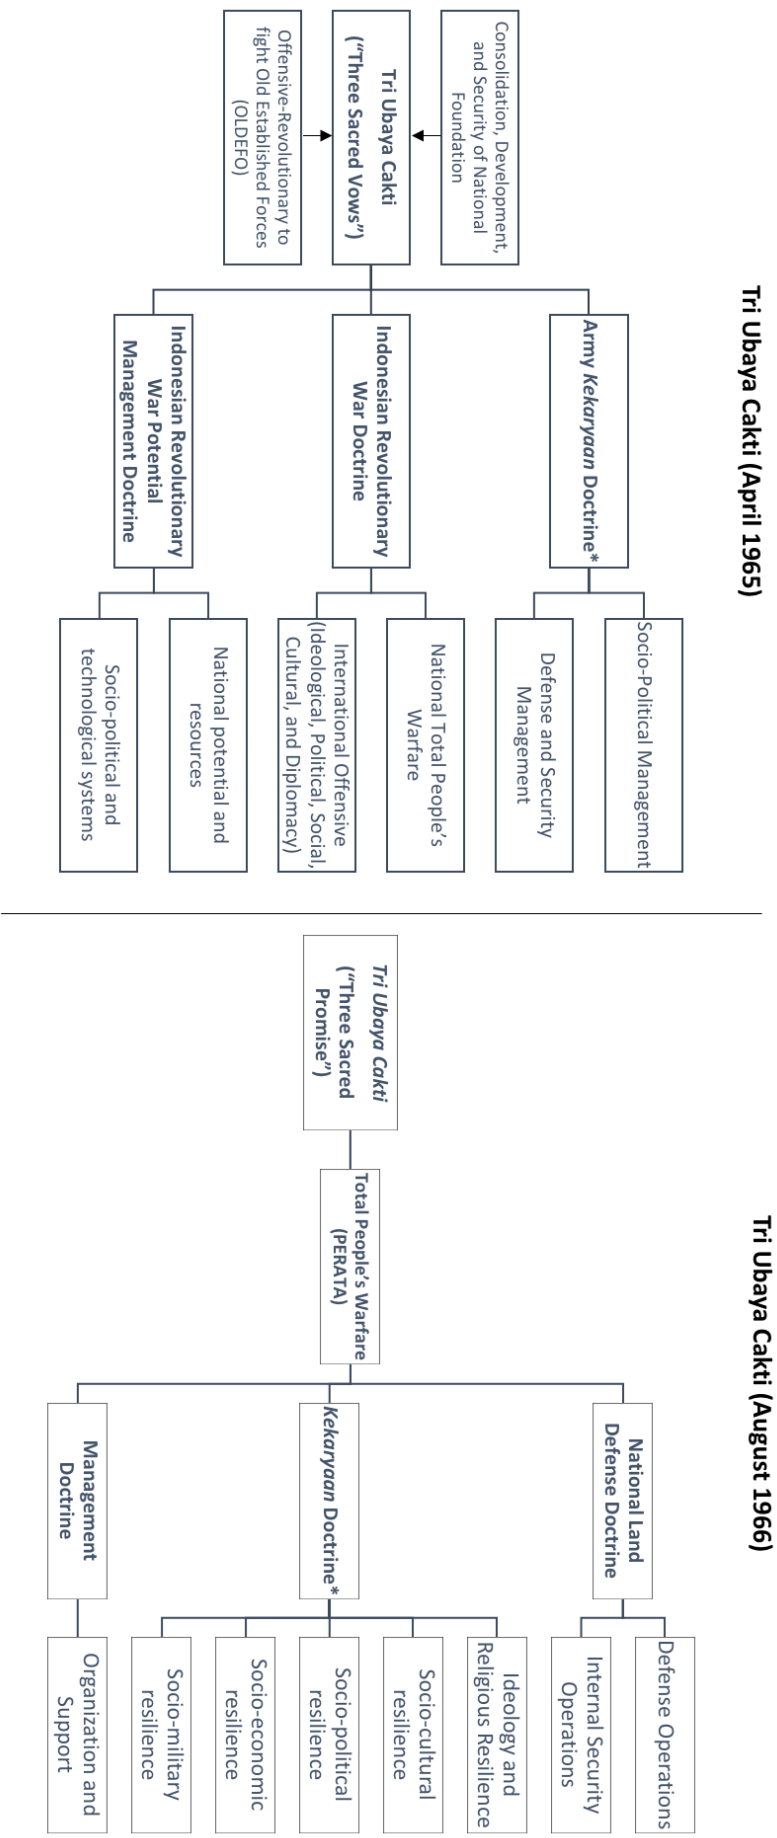 Tri Ubaya Cakti (April 1965)
Consolidation, Development,
and Security of National
Foundation
Tri Ubaya Cakti
(“Three Sacred Vows”)
Offensive-Revolutionary to
fight Old Established Forces
(OLDEFO)
Army Kekaryaan Doctrine*
Indonesian Revolutionary
War Doctrine
Indonesian Revolutionary
War Potential
Management Doctrine
Socio-Political Management
Defense and Security
Management
National Total People’s
Warfare
International Offensive
(Ideological, Political, Social,
Cultural, and Diplomacy)
National potential and
resources
Socio-political and
technological systems
Tri Ubaya Cakti (August 1966)
Tri Ubaya Cakti
(“Three Sacred
Promise”)
Total People’s Warfare
(PERATA)
National Land
Defense Doctrine
Kekaryaan Doctrine*
Management
Doctrine
Defense Operations
Internal Security
Operations
Ideology and
Religious Resilience
Socio-cultural
resilience
Socio-political
resilience
Socio-economic
resilience
Socio-military
resilience
Organization and
Support